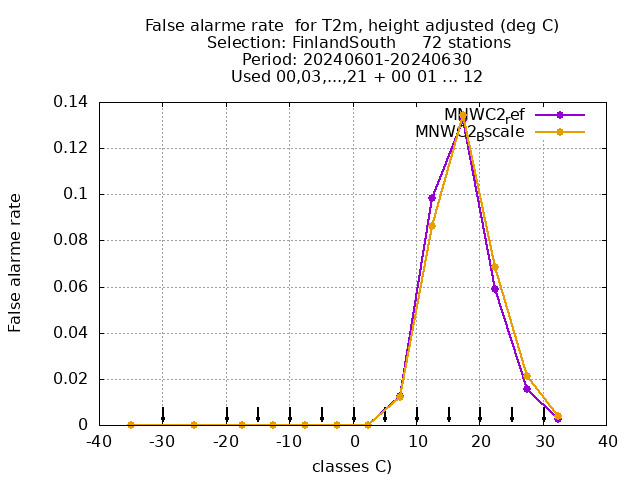 False alarme rate  for T2m, height adjusted (deg C)
Selection: FinlandSouth     72 stations
Period: 20240601-20240630
Used 00,03,...,21 + 00 01 ... 12
MNWC2ref
MNWC2Bscale
0.14
0.12
0.1
0.08
0.06
0.04
0.02
0
False alarme rate
-40 -30 -20 -10 0 10 20 30 40
classes C)